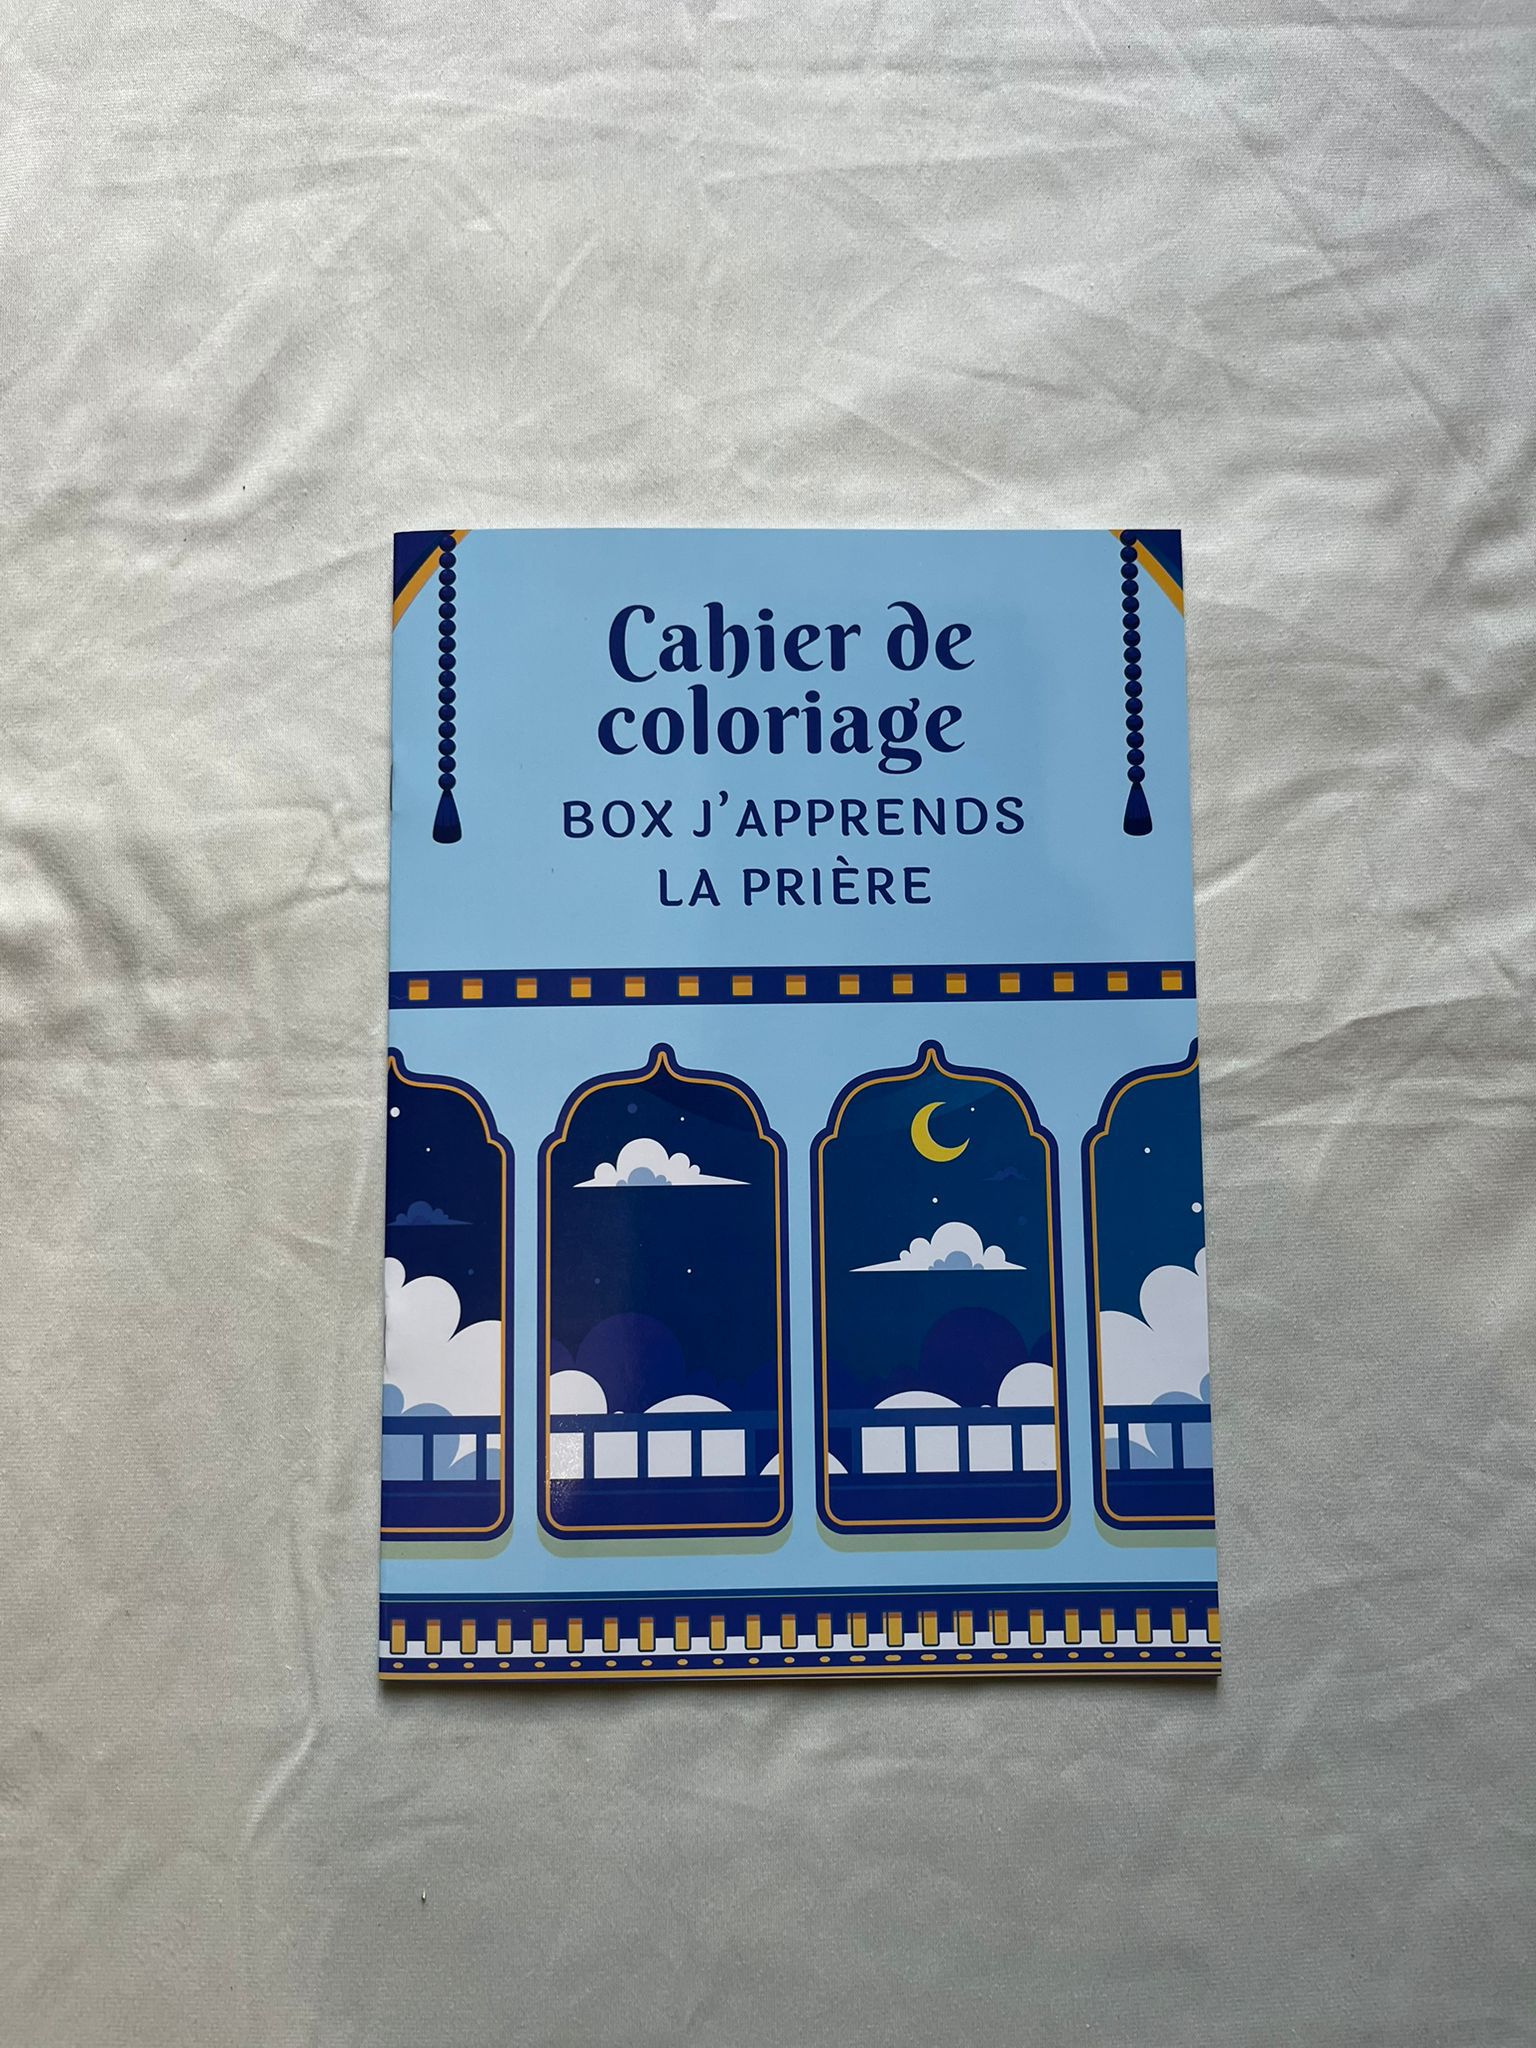 Cahier de
coloriage
BOX J'APPRENDS
LA PRIÈRE